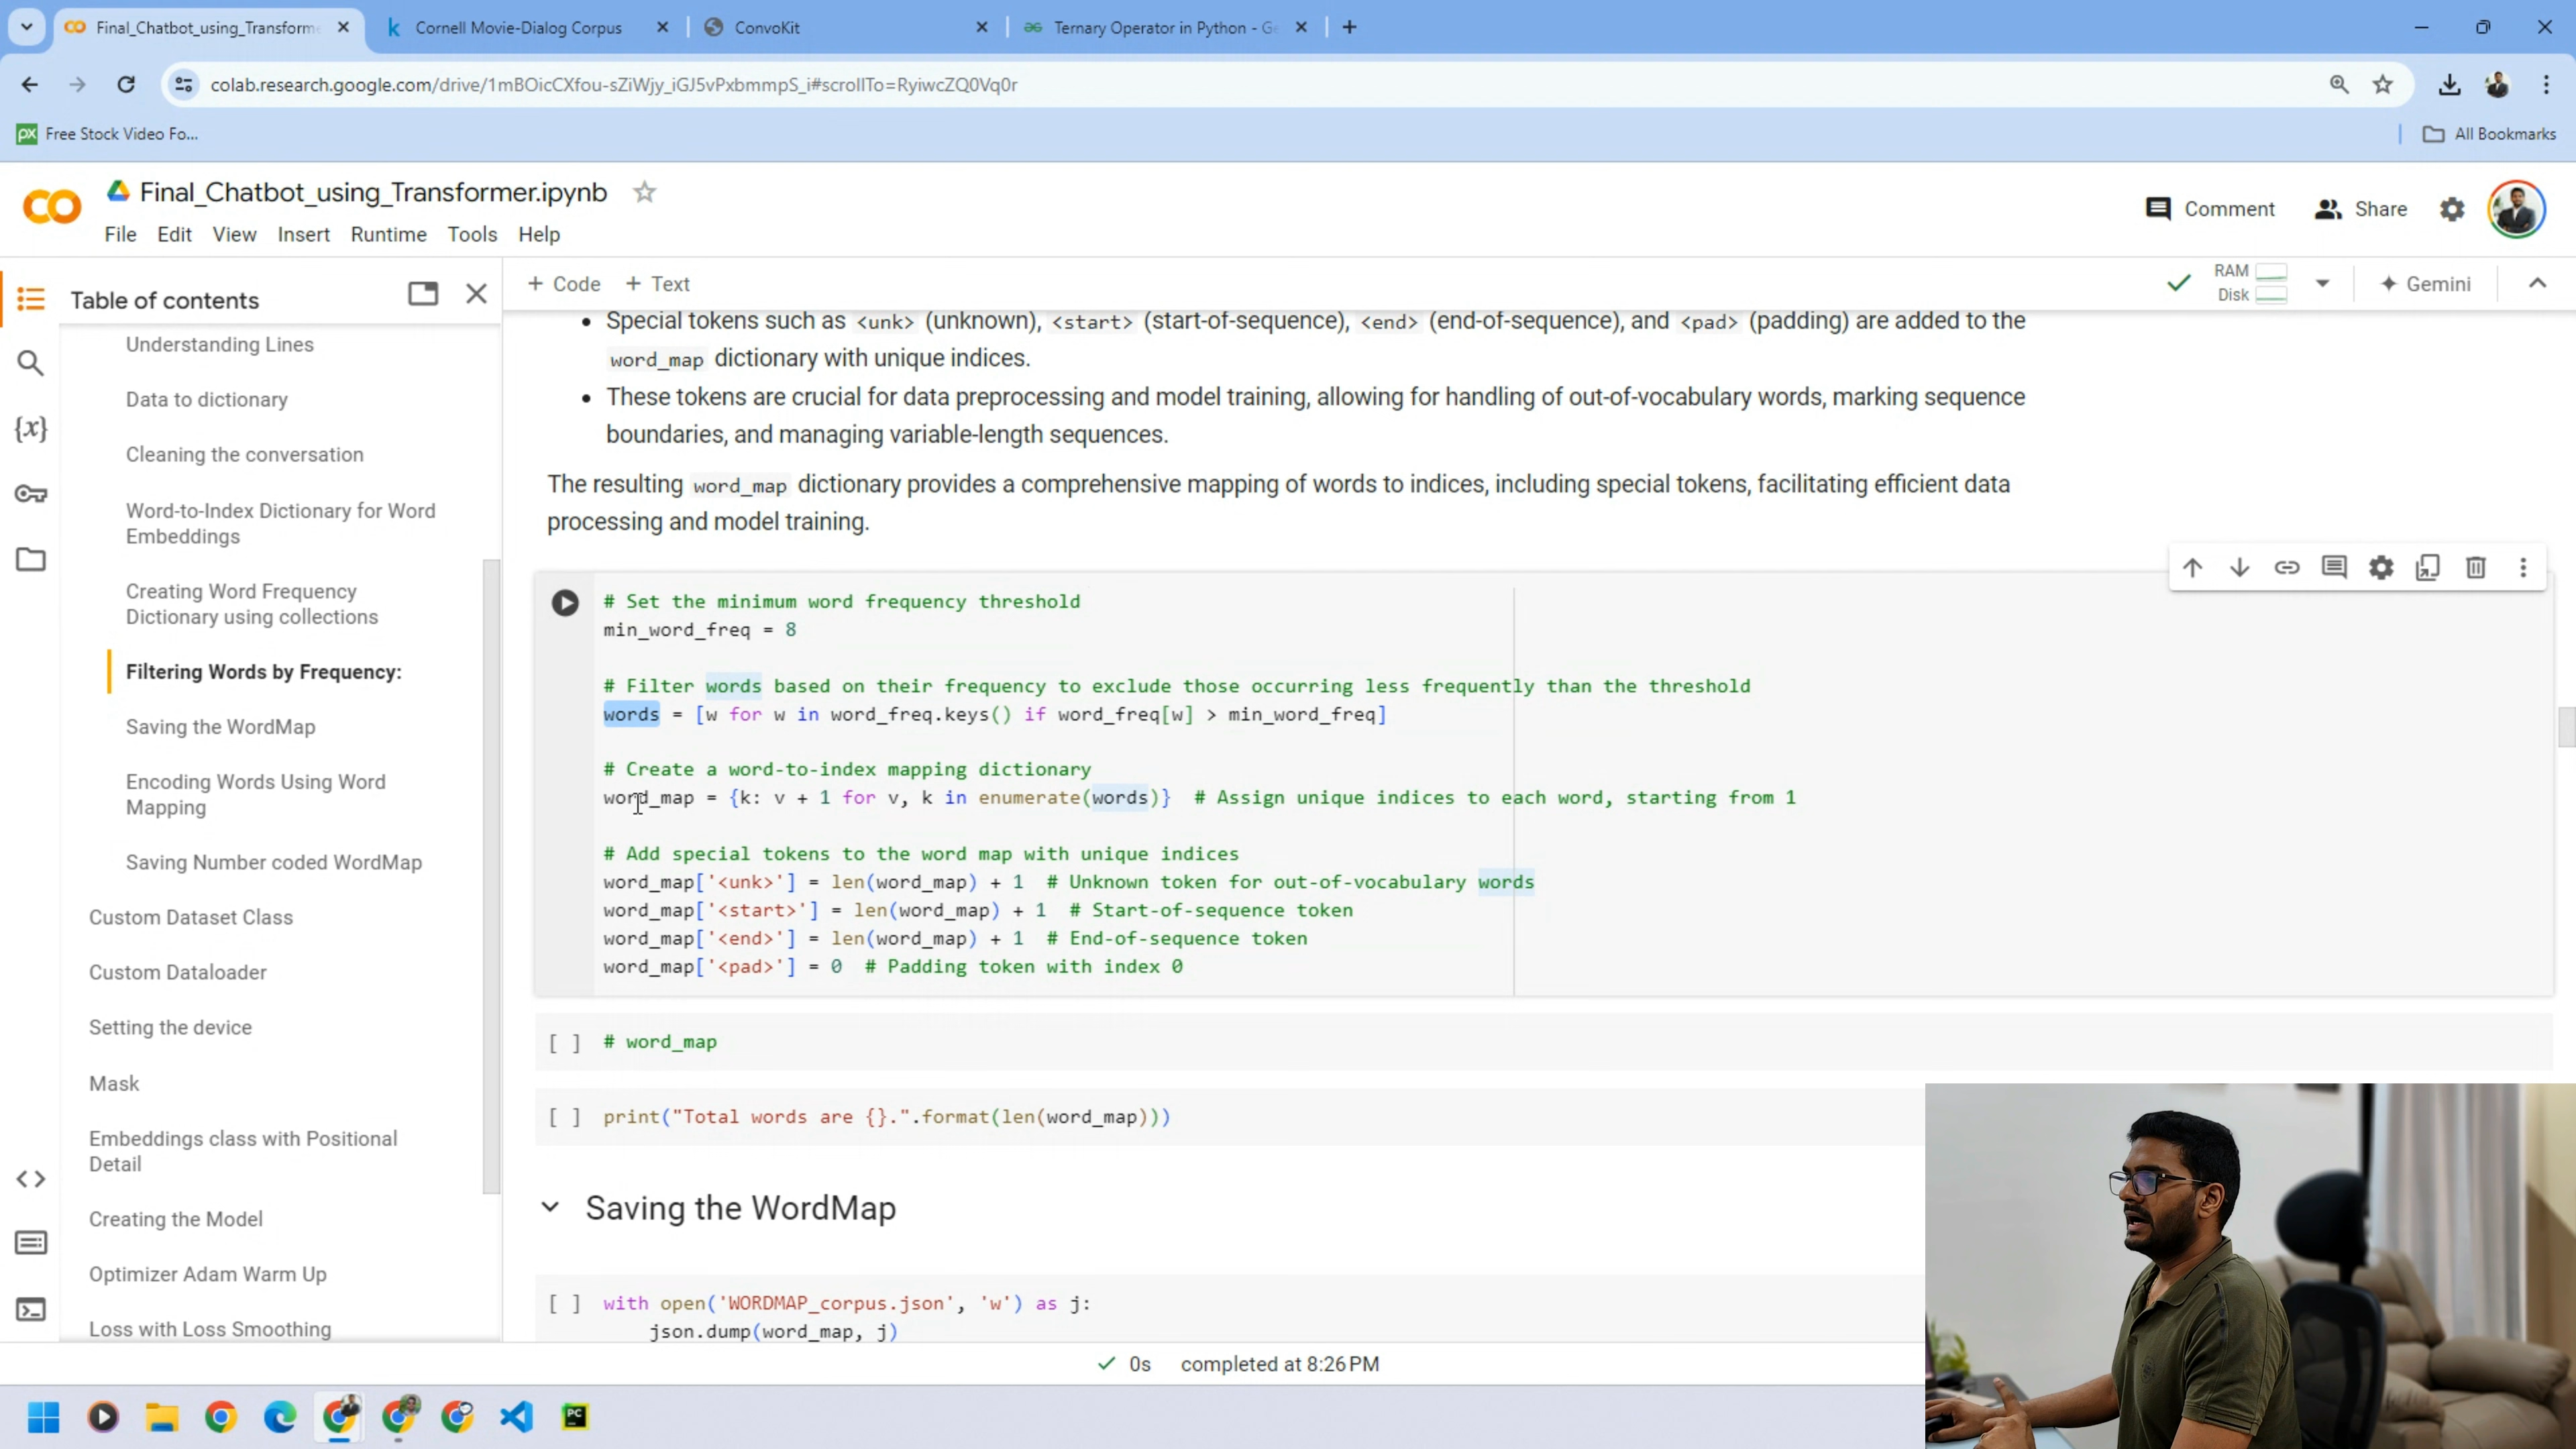 Final_Chatbot_using_Transforme
Cornell Movie-Dialog Corpus
ConvoKit
Ternary Operator in Python - Ge
colab.research.google.com/drive/1mBOicCXfou-sZiWjy_iGJ5vPxbmmpS_i#scrollTo=RyiwcZQ0Vq0r
px Free Stock Video Fo...
All Bookmarks
Final_Chatbot_using_Transformer.ipynb
Comment
Share
File Edit View Insert Runtime Tools Help
+ Code + Text
RAM
Disk
Gemini
Table of contents
Understanding Lines
Data to dictionary
Cleaning the conversation
Word-to-Index Dictionary for Word
Embeddings
Creating Word Frequency
Dictionary using collections
Filtering Words by Frequency:
Saving the WordMap
Encoding Words Using Word
Mapping
Saving Number coded WordMap
Custom Dataset Class
Custom Dataloader
Setting the device
Mask
Embeddings class with Positional
Detail
Creating the Model
Optimizer Adam Warm Up
Loss with Loss Smoothing
• Special tokens such as <unk> (unknown), <start> (start-of-sequence), <end> (end-of-sequence), and <pad> (padding) are added to the
word_map dictionary with unique indices.
• These tokens are crucial for data preprocessing and model training, allowing for handling of out-of-vocabulary words, marking sequence
boundaries, and managing variable-length sequences.
The resulting word_map dictionary provides a comprehensive mapping of words to indices, including special tokens, facilitating efficient data
processing and model training.
# Set the minimum word frequency threshold
min_word_freq = 8
# Filter words based on their frequency to exclude those occurring less frequently than the threshold
words = [w for w in word_freq.keys() if word_freq[w] > min_word_freq]
# Create a word-to-index mapping dictionary
word_map = {k: v + 1 for v, k in enumerate(words)} # Assign unique indices to each word, starting from 1
# Add special tokens to the word map with unique indices
word_map['<unk>'] = len(word_map) + 1 # Unknown token for out-of-vocabulary words
word_map['<start>'] = len(word_map) + 1 # Start-of-sequence token
word_map['<end>'] = len(word_map) + 1 # End-of-sequence token
word_map['<pad>'] = 0 # Padding token with index 0
[ ] # word_map
[ ] print("Total words are {}.".format(len(word_map)))
Saving the WordMap
[ ] with open('WORDMAP_corpus.json', 'w') as j:
json.dump(word_map, j)
0s completed at 8:26 PM
PC